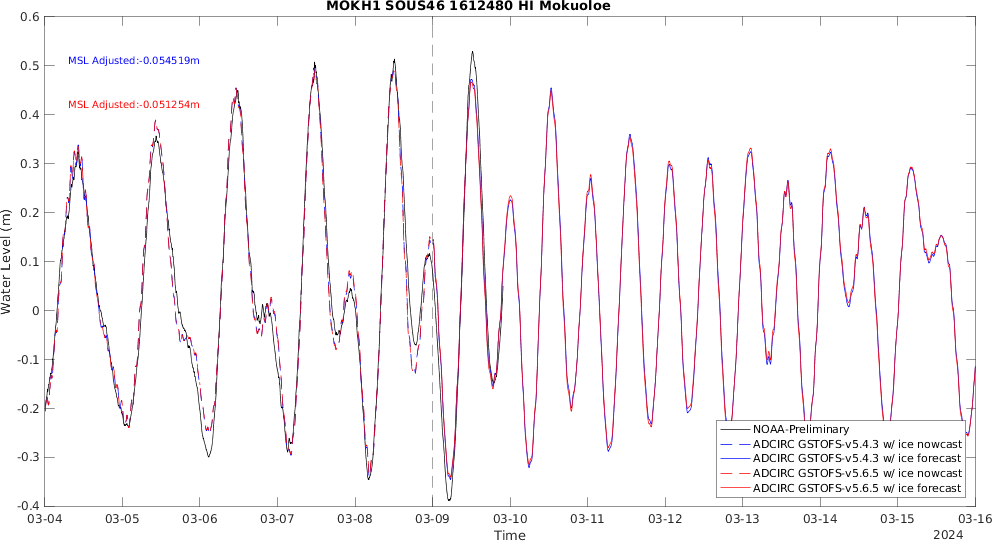 MOKH1 SOUS46 1612480 HI Mokuoloe
MSL Adjusted:-0.054519m
MSL Adjusted:-0.051254m
Water Level (m)
0.6
0.5
0.4
0.3
0.2
0.1
0
-0.1
-0.2
-0.3
-0.4
NOAA-Preliminary
ADCIRC GSTOFS-v5.4.3 w/ ice nowcast
ADCIRC GSTOFS-v5.4.3 w/ ice forecast
ADCIRC GSTOFS-v5.6.5 w/ ice nowcast
ADCIRC GSTOFS-v5.6.5 w/ ice forecast
03-04 03-05 03-06 03-07 03-08 03-09 03-10 03-11 03-12 03-13 03-14 03-15 03-16
Time
2024